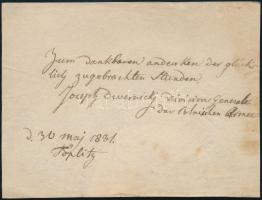 Zum dankbaren andenken der glück
lich zugebrachten Stunden
Joseph Dwernicki Division Generale
der Polnischen Armee
d. 30 maj 1831.
Töplitz